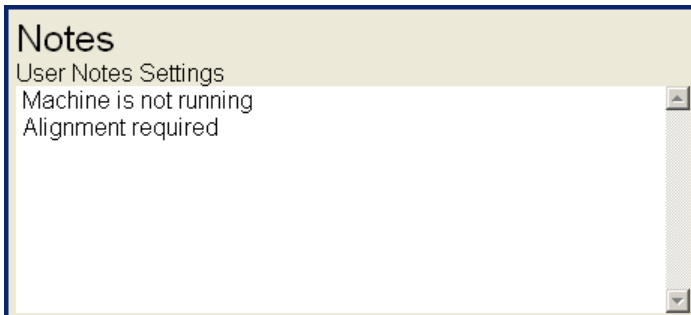 Notes
User Notes Settings
Machine is not running
Alignment required